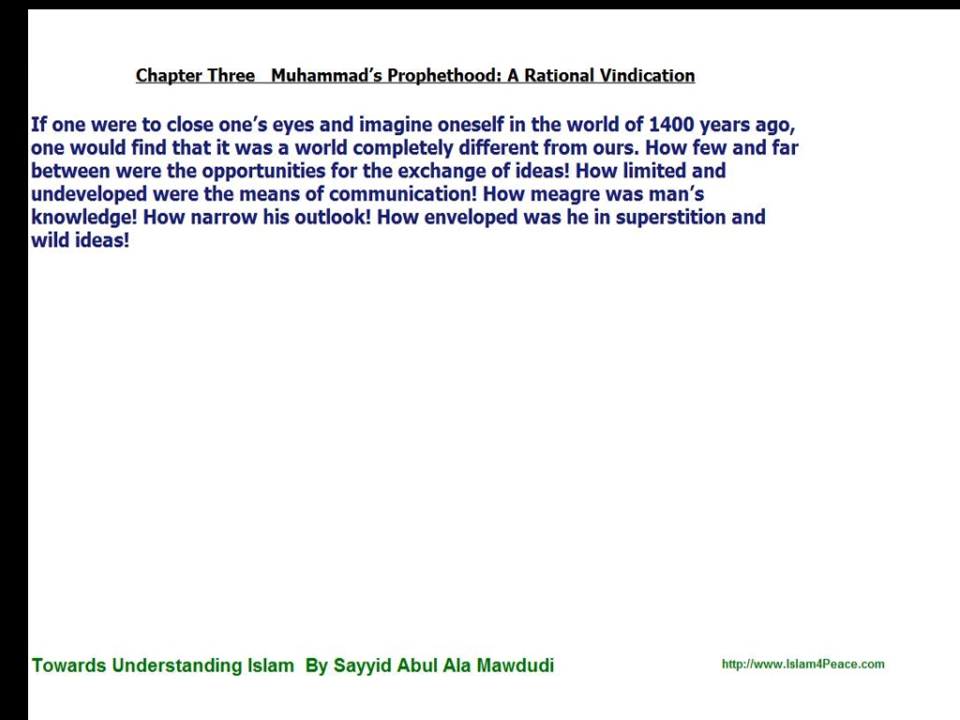 Chapter Three   Muhammad’s Prophethood: A Rational Vindication
If one were to close one’s eyes and imagine oneself in the world of 1400 years ago,
one would find that it was a world completely different from ours. How few and far
between were the opportunities for the exchange of ideas! How limited and
undeveloped were the means of communication! How meagre was man’s
knowledge! How narrow his outlook! How enveloped was he in superstition and
wild ideas!
Towards Understanding Islam  By Sayyid Abul Ala Mawdudi
http://www.Islam4Peace.com